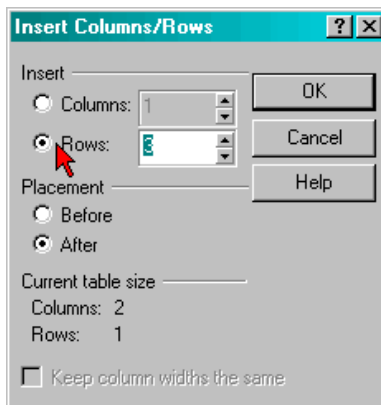 Insert Columns/Rows
Insert
Columns: 1
OK
Rows: 3
Cancel
Help
Placement
Before
After
Current table size
Columns: 2
Rows: 1
Keep column widths the same